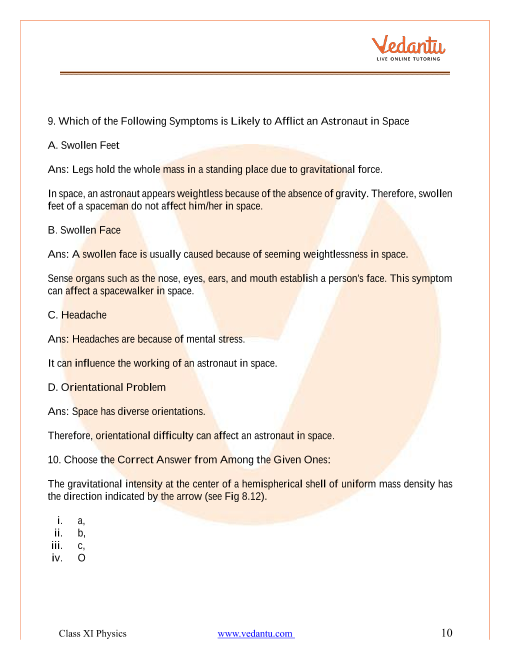 Vedantu
LIVE ONLINE TUTORING
9. Which of the Following Symptoms is Likely to Afflict an Astronaut in Space
A. Swollen Feet
Ans: Legs hold the whole mass in a standing place due to gravitational force.
In space, an astronaut appears weightless because of the absence of gravity. Therefore, swollen
feet of a spaceman do not affect him/her in space.
B. Swollen Face
Ans: A swollen face is usually caused because of seeming weightlessness in space.
Sense organs such as the nose, eyes, ears, and mouth establish a person's face. This symptom
can affect a spacewalker in space.
C. Headache
Ans: Headaches are because of mental stress.
It can influence the working of an astronaut in space.
D. Orientational Problem
Ans: Space has diverse orientations.
Therefore, orientational difficulty can affect an astronaut in space.
10. Choose the Correct Answer from Among the Given Ones:
The gravitational intensity at the center of a hemispherical shell of uniform mass density has
the direction indicated by the arrow (see Fig 8.12).
i. a,
ii. b,
iii. c,
iv. O
Class XI Physics www.vedantu.com 10